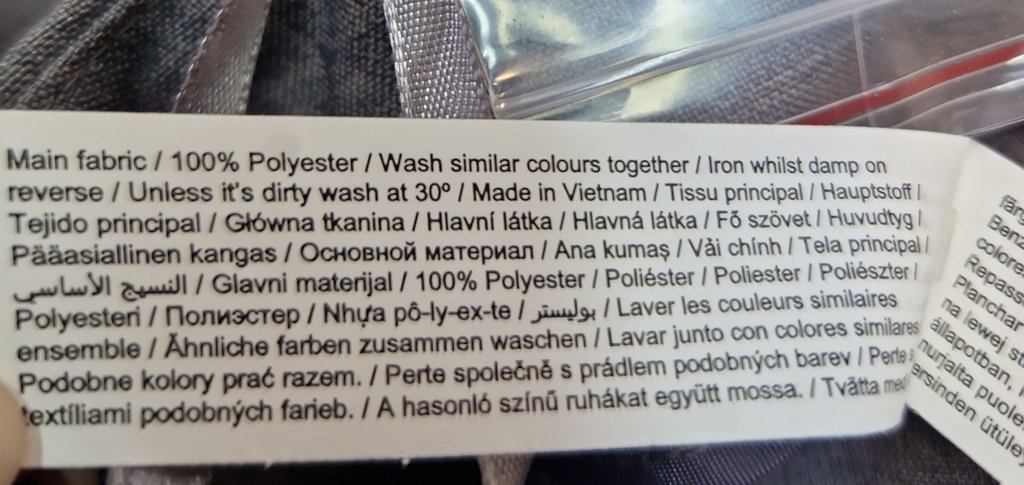 Main fabric / 100% Polyester / Wash similar colours together / Iron whilst damp on
reverse / Unless it's dirty wash at 30º / Made in Vietnam / Tissu principal / Hauptstoff /
Tejido principal / Główna tkanina / Hlavní látka / Hlavná látka / Fő szövet / Huvudtyg /
Pääasiallinen kangas / Основной материал / Ana kumaş / Vải chính / Tela principal /
النسيج الأساسي / Glavni materijal / 100% Polyester / Poliéster / Poliester / Poliészter /
Polyesteri / Полиэстер / Nhựa pô-ly-ex-te / بوليستر / Laver les couleurs similaires
ensemble / Ähnliche farben zusammen waschen / Lavar junto con colores similares
Podobne kolory prać razem. / Perte společně s prádlem podobných barev / Perte s
textíliami podobných farieb. / A hasonló színű ruhákat együtt mossa. / Tvätta med
färg
Benz
colore
Repass
Planchar
na lewej st
állapotban,
nurjalta puole
ersinden ütüle